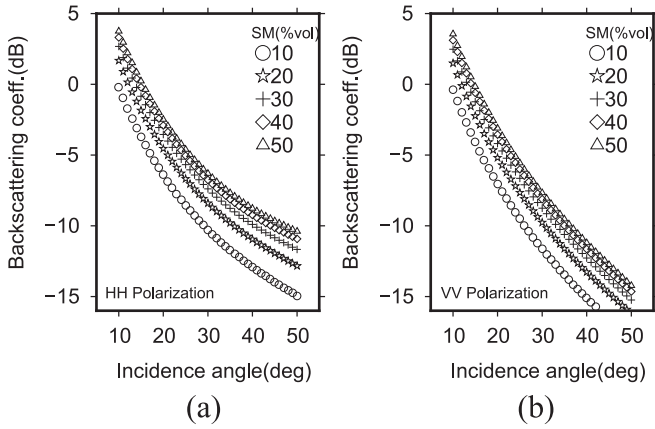 Backscattering coeff.(dB)
5
0
−5
−10
−15
SM(%vol)
10
20
30
40
50
HH Polarization
10 20 30 40 50
Incidence angle(deg)
(a)
Backscattering coeff.(dB)
5
0
−5
−10
−15
SM(%vol)
10
20
30
40
50
VV Polarization
10 20 30 40 50
Incidence angle(deg)
(b)